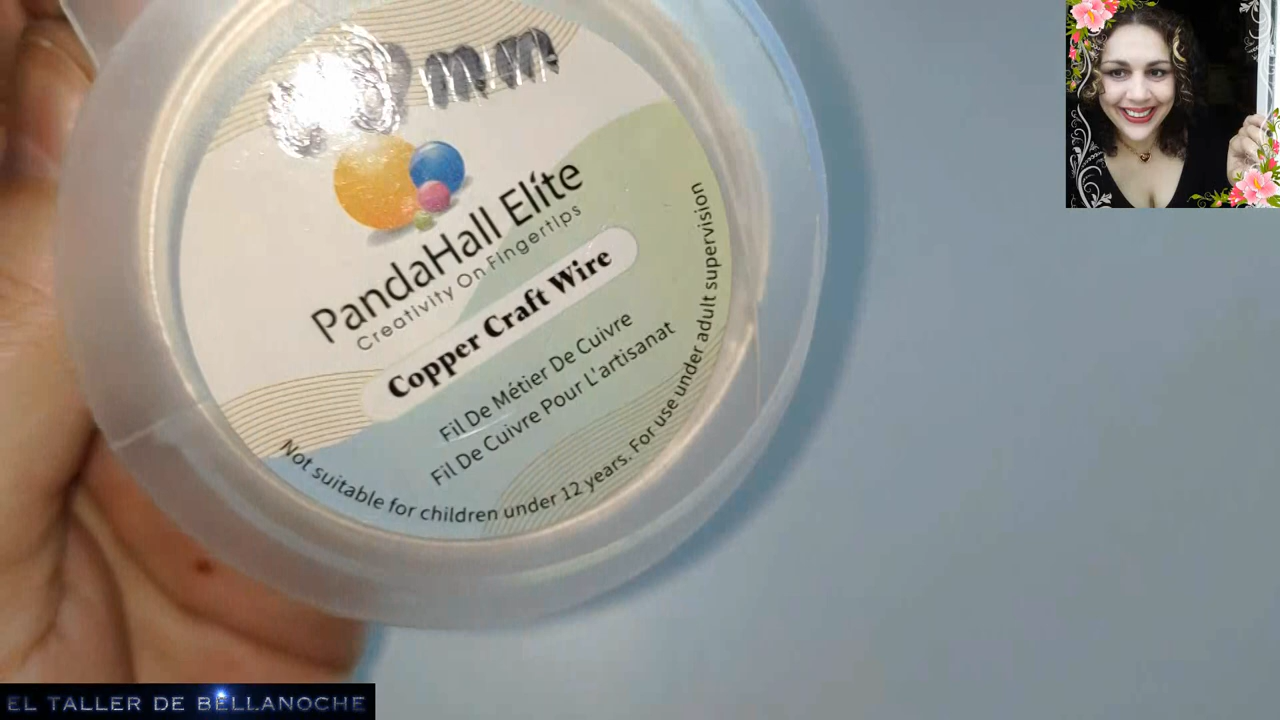 mm
PandaHall Elite
Creativity On Fingertips
Copper Craft Wire
Fil De Métier De Cuivre
Fil De Cuivre Pour L'artisanat
Not suitable for children under 12 years. For use under adult supervision
EL TALLER DE BELLANOCHE